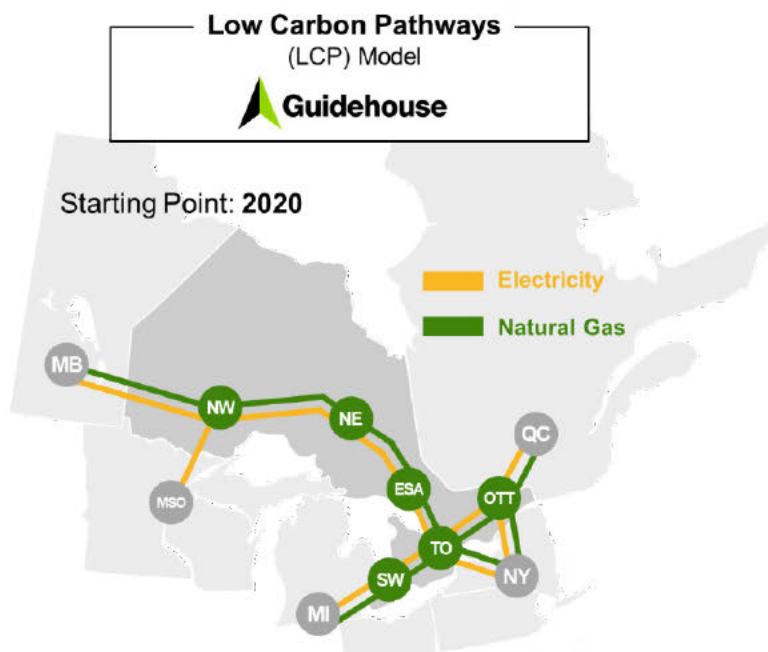 Low Carbon Pathways
(LCP) Model
Guidehouse
Starting Point: 2020
Electricity
Natural Gas
MB
NW
NE
QC
MSO
ESA
OTT
TO
SW
NY
MI